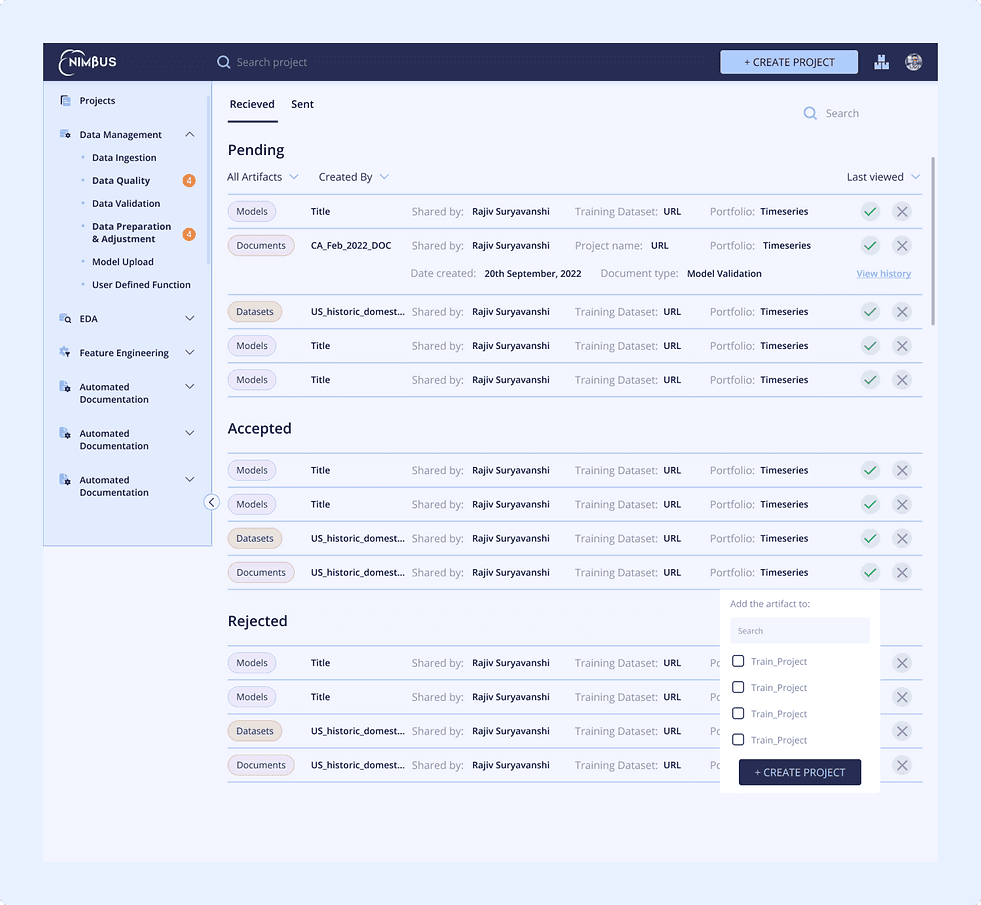 NIMBUS
Search project
+ CREATE PROJECT
Projects
Data Management
Data Ingestion
Data Quality 4
Data Validation
Data Preparation
& Adjustment 4
Model Upload
User Defined Function
EDA
Feature Engineering
Automated
Documentation
Automated
Documentation
Automated
Documentation
Recieved Sent
Search
Pending
All Artifacts Created By Last viewed
Models Title Shared by: Rajiv Suryavanshi Training Dataset: URL Portfolio: Timeseries
Documents CA_Feb_2022_DOC Shared by: Rajiv Suryavanshi Project name: URL Portfolio: Timeseries
Date created: 20th September, 2022 Document type: Model Validation View history
Datasets US_historic_domest... Shared by: Rajiv Suryavanshi Training Dataset: URL Portfolio: Timeseries
Models Title Shared by: Rajiv Suryavanshi Training Dataset: URL Portfolio: Timeseries
Models Title Shared by: Rajiv Suryavanshi Training Dataset: URL Portfolio: Timeseries
Accepted
Models Title Shared by: Rajiv Suryavanshi Training Dataset: URL Portfolio: Timeseries
Models Title Shared by: Rajiv Suryavanshi Training Dataset: URL Portfolio: Timeseries
Datasets US_historic_domest... Shared by: Rajiv Suryavanshi Training Dataset: URL Portfolio: Timeseries
Documents US_historic_domest... Shared by: Rajiv Suryavanshi Training Dataset: URL Portfolio: Timeseries
Rejected
Models Title Shared by: Rajiv Suryavanshi Training Dataset: URL
Models Title Shared by: Rajiv Suryavanshi Training Dataset: URL
Datasets US_historic_domest... Shared by: Rajiv Suryavanshi Training Dataset: URL
Documents US_historic_domest... Shared by: Rajiv Suryavanshi Training Dataset: URL
Add the artifact to:
Search
Train_Project
Train_Project
Train_Project
Train_Project
+ CREATE PROJECT